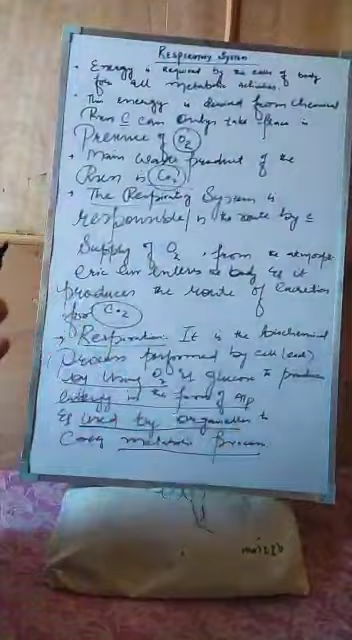 Respiratory System
• Energy is required by the cells of body
for all metabolic activities.
• This energy is derived from chemical
Rxn c can only take place in
Presence of O2
• Main waste product of the
Rxn is CO2
• The Respiratory System is
responsible/is the route by c
Supply of O2, from the atmosph
eric air enters the body & it
produces the route of excretion
for CO2
→ Respiration: It is the biochemical
Process performed by cell
by using O2 & glucose to produce
energy in the form of ATP
& used by organelles to
Carry metabolic Process